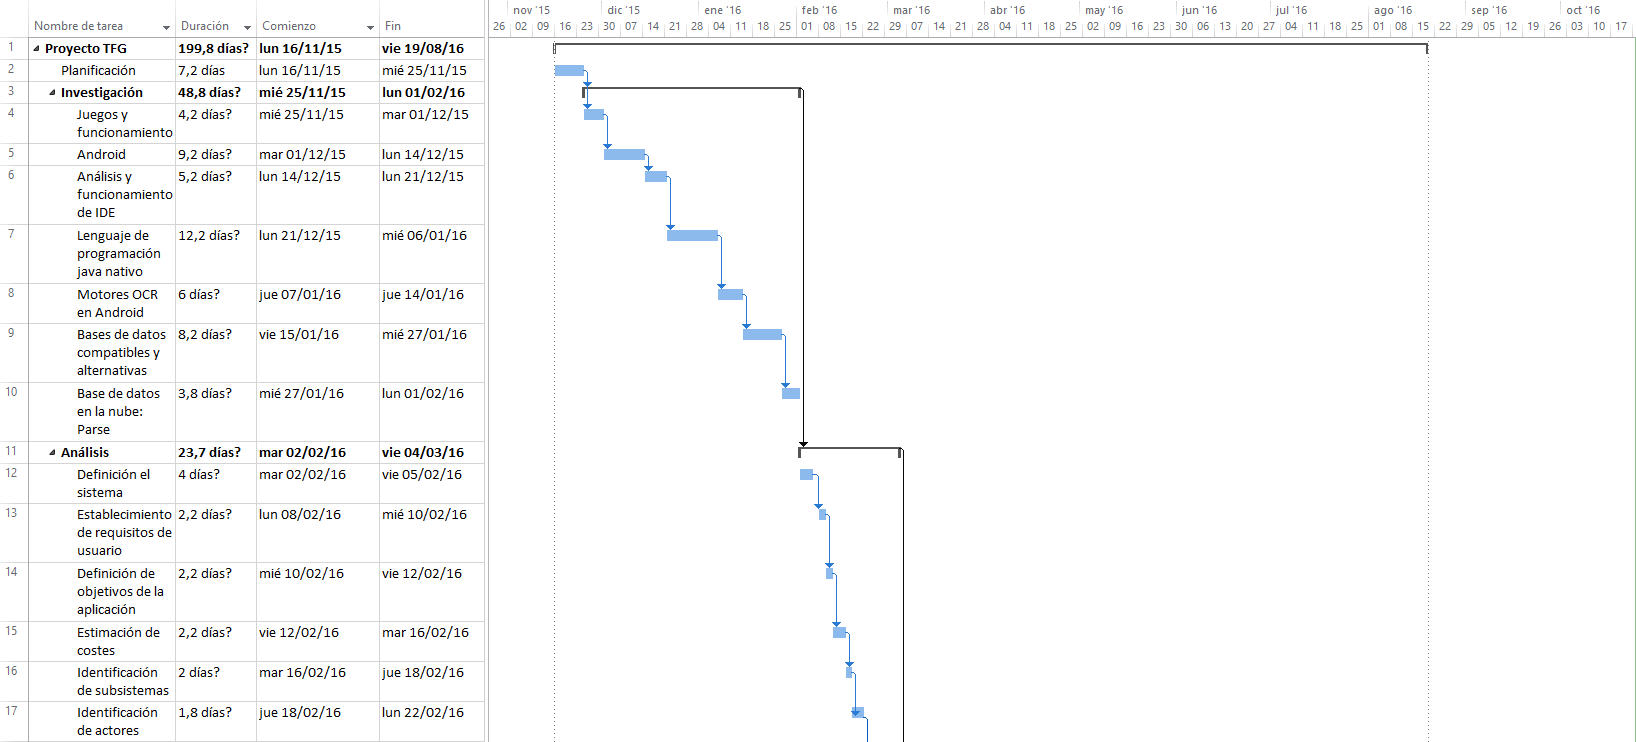 nov '15 dic '15 ene '16 feb '16 mar '16 abr '16 may '16 jun '16 jul '16 ago '16 sep '16 oct '16
Nombre de tarea Duración Comienzo Fin 26 02 09 16 23 30 07 14 21 28 04 11 18 25 01 08 15 22 29 07 14 21 28 04 11 18 25 02 09 16 23 30 06 13 20 27 04 11 18 25 01 08 15 22 29 05 12 19 26 03 10 17
1 Proyecto TFG 199,8 días? lun 16/11/15 vie 19/08/16
2 Planificación 7,2 días lun 16/11/15 mié 25/11/15
3 Investigación 48,8 días? mié 25/11/15 lun 01/02/16
4 Juegos y 4,2 días? mié 25/11/15 mar 01/12/15
funcionamiento
5 Android 9,2 días? mar 01/12/15 lun 14/12/15
6 Análisis y 5,2 días? lun 14/12/15 lun 21/12/15
funcionamiento
de IDE
7 Lenguaje de 12,2 días? lun 21/12/15 mié 06/01/16
programación
java nativo
8 Motores OCR 6 días? jue 07/01/16 jue 14/01/16
en Android
9 Bases de datos 8,2 días? vie 15/01/16 mié 27/01/16
compatibles y
alternativas
10 Base de datos 3,8 días? mié 27/01/16 lun 01/02/16
en la nube:
Parse
11 Análisis 23,7 días? mar 02/02/16 vie 04/03/16
12 Definición el 4 días? mar 02/02/16 vie 05/02/16
sistema
13 Establecimiento 2,2 días? lun 08/02/16 mié 10/02/16
de requisitos de
usuario
14 Definición de 2,2 días? mié 10/02/16 vie 12/02/16
objetivos de la
aplicación
15 Estimación de 2,2 días? vie 12/02/16 mar 16/02/16
costes
16 Identificación 2 días? mar 16/02/16 jue 18/02/16
de subsistemas
17 Identificación 1,8 días? jue 18/02/16 lun 22/02/16
de actores